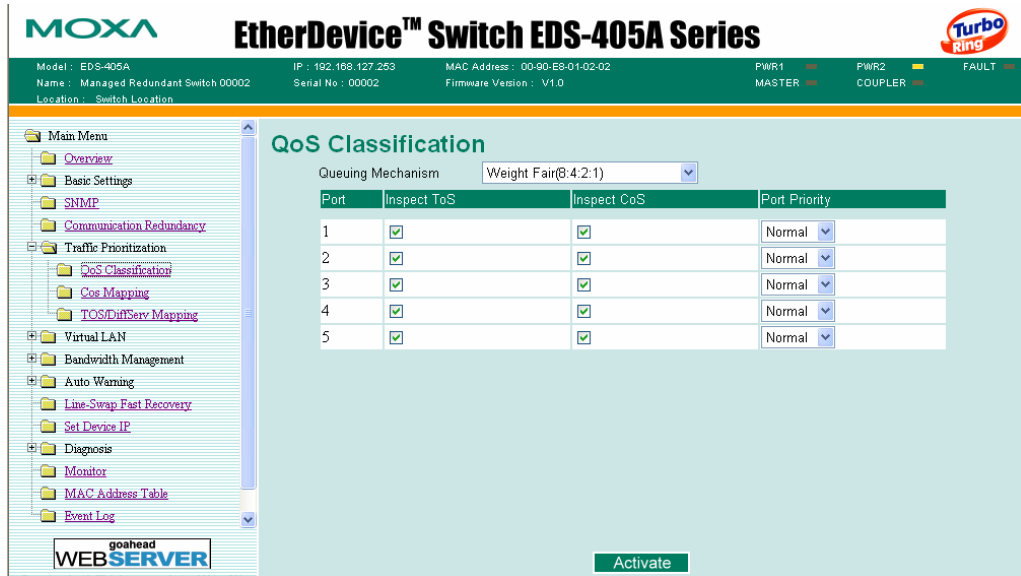 MOXA
EtherDevice™ Switch EDS-405A Series
Turbo
Ring
Model : EDS-405A
IP : 192.168.127.253
MAC Address : 00-90-E8-01-02-02
PWR1
PWR2
FAULT
Name : Managed Redundant Switch 00002
Serial No : 00002
Firmware Version : V1.0
MASTER
COUPLER
Location : Switch Location
Main Menu
Overview
Basic Settings
SNMP
Communication Redundancy
Traffic Prioritization
QoS Classification
Cos Mapping
TOS/DiffServ Mapping
Virtual LAN
Bandwidth Management
Auto Warning
Line-Swap Fast Recovery
Set Device IP
Diagnosis
Monitor
MAC Address Table
Event Log
goahead
WEBSERVER
QoS Classification
Queuing Mechanism Weight Fair(8:4:2:1)
Port Inspect ToS Inspect CoS Port Priority
1 Normal
2 Normal
3 Normal
4 Normal
5 Normal
Activate